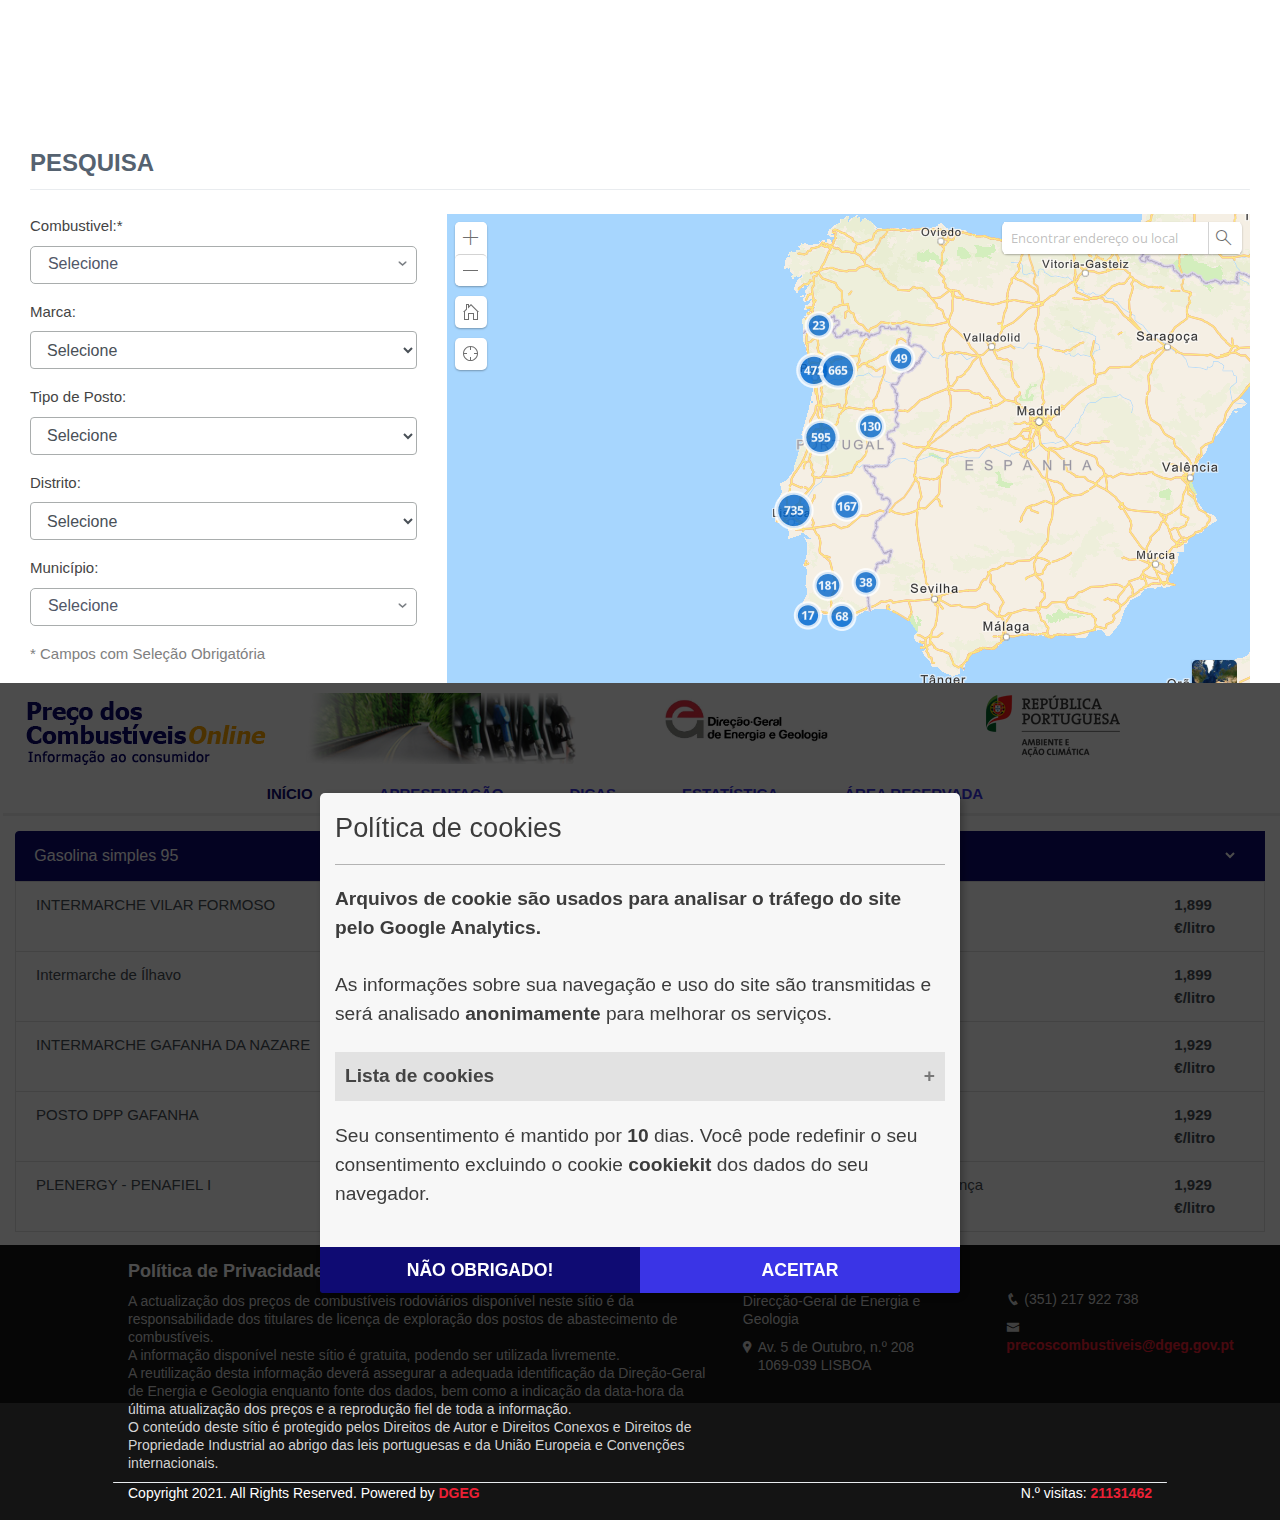 PESQUISA
Combustivel:*
Selecione
Marca:
Selecione
Tipo de Posto:
Selecione
Distrito:
Selecione
Município:
Selecione
* Campos com Seleção Obrigatória
Encontrar endereço ou local
Oviedo
Vitoria-Gasteiz
23
Valladolid
Saragoça
49
472
665
Madrid
130
595
PORTUGAL
ESPANHA
Valência
735
167
Múrcia
38
181
Sevilha
17
68
Málaga
Tânger
Preço dos
Combustíveis Online
Informação ao consumidor
Direção-Geral
de Energia e Geologia
REPÚBLICA
PORTUGUESA
AMBIENTE E
AÇÃO CLIMÁTICA
INÍCIO APRESENTAÇÃO DICAS ESTATÍSTICA ÁREA RESERVADA
Gasolina simples 95
INTERMARCHE VILAR FORMOSO
1,899
€/litro
Intermarche de Ílhavo
1,899
€/litro
INTERMARCHE GAFANHA DA NAZARE
1,929
€/litro
POSTO DPP GAFANHA
1,929
€/litro
PLENERGY - PENAFIEL I
1,929
€/litro
Política de cookies
Arquivos de cookie são usados para analisar o tráfego do site
pelo Google Analytics.
As informações sobre sua navegação e uso do site são transmitidas e
será analisado anonimamente para melhorar os serviços.
Lista de cookies +
Seu consentimento é mantido por 10 dias. Você pode redefinir o seu
consentimento excluindo o cookie cookiekit dos dados do seu
navegador.
NÃO OBRIGADO! ACEITAR
Política de Privacidade
A actualização dos preços de combustíveis rodoviários disponível neste sítio é da
responsabilidade dos titulares de licença de exploração dos postos de abastecimento de
combustíveis.
A informação disponível neste sítio é gratuita, podendo ser utilizada livremente.
A reutilização desta informação deverá assegurar a adequada identificação da Direção-Geral
de Energia e Geologia enquanto fonte dos dados, bem como a indicação da data-hora da
última atualização dos preços e a reprodução fiel de toda a informação.
O conteúdo deste sítio é protegido pelos Direitos de Autor e Direitos Conexos e Direitos de
Propriedade Industrial ao abrigo das leis portuguesas e da União Europeia e Convenções
internacionais.
Direcção-Geral de Energia e
Geologia
Av. 5 de Outubro, n.º 208
1069-039 LISBOA
(351) 217 922 738
precoscombustiveis@dgeg.gov.pt
Copyright 2021. All Rights Reserved. Powered by DGEG
N.º visitas: 21131462